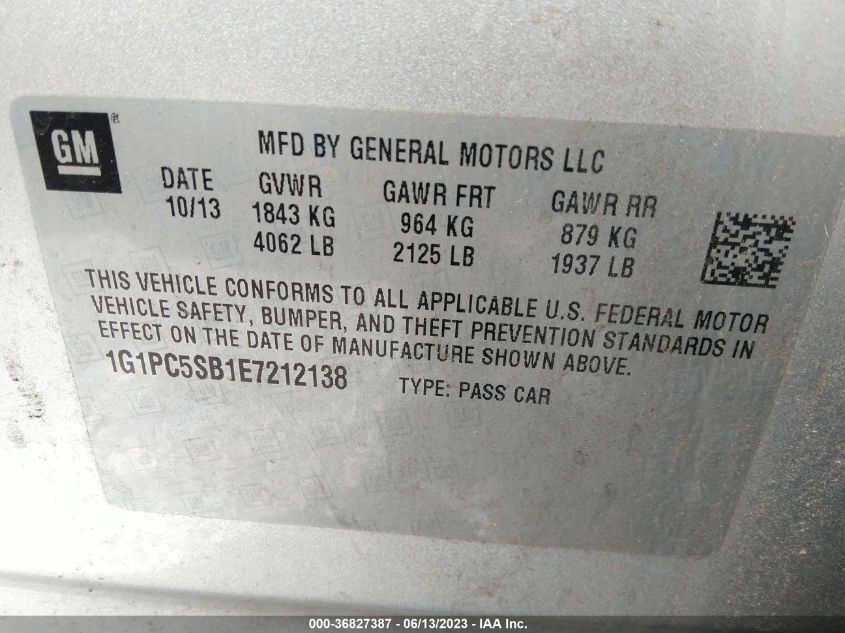 GM ®
MFD BY GENERAL MOTORS LLC
DATE GVWR GAWR FRT GAWR RR
10/13 1843 KG 964 KG 879 KG
4062 LB 2125 LB 1937 LB
THIS VEHICLE CONFORMS TO ALL APPLICABLE U.S. FEDERAL MOTOR
VEHICLE SAFETY, BUMPER, AND THEFT PREVENTION STANDARDS IN
EFFECT ON THE DATE OF MANUFACTURE SHOWN ABOVE.
1G1PC5SB1E7212138 TYPE: PASS CAR
000-36827387 - 06/13/2023 - IAA Inc.